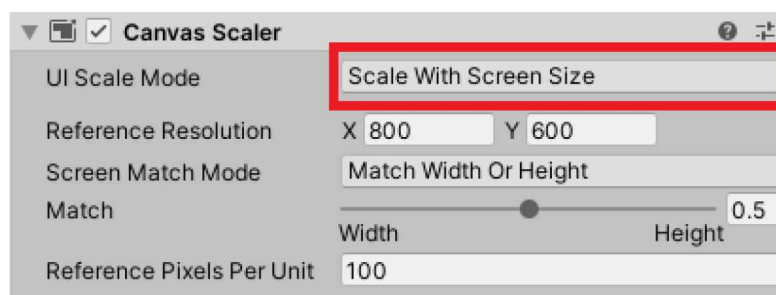 Canvas Scaler
UI Scale Mode Scale With Screen Size
Reference Resolution X 800 Y 600
Screen Match Mode Match Width Or Height
Match 0.5
Width Height
Reference Pixels Per Unit 100